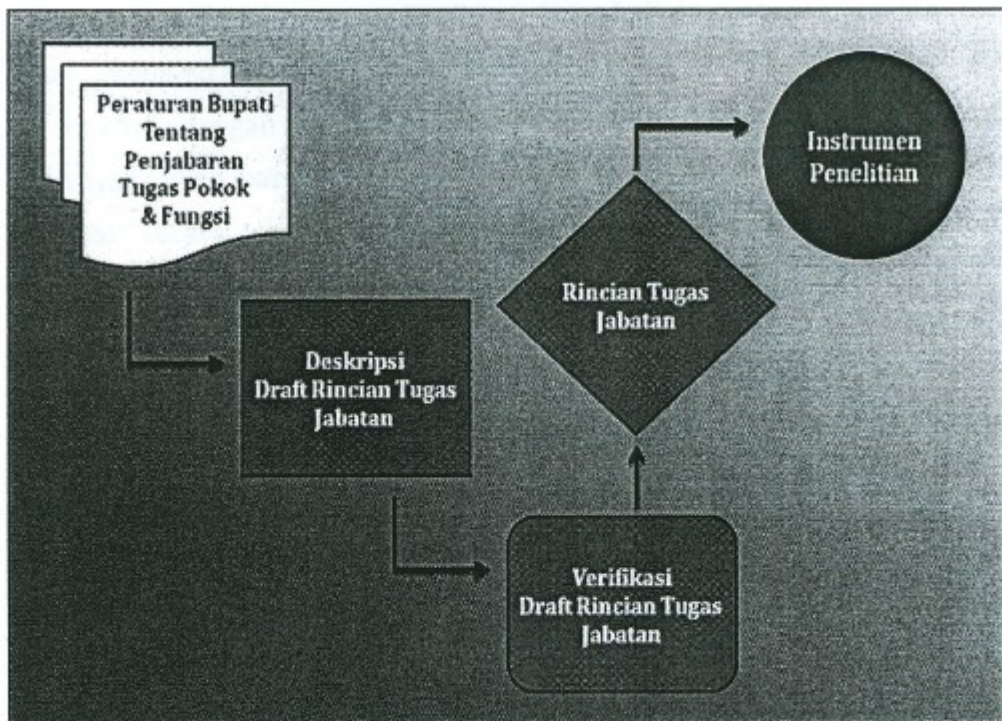 Peraturan Bupati
Tentang
Penjabaran
Tugas Pokok
& Fungsi
Deskripsi
Draft Rincian Tugas
Jabatan
Verifikasi
Draft Rincian Tugas
Jabatan
Rincian Tugas
Jabatan
Instrumen
Penelitian